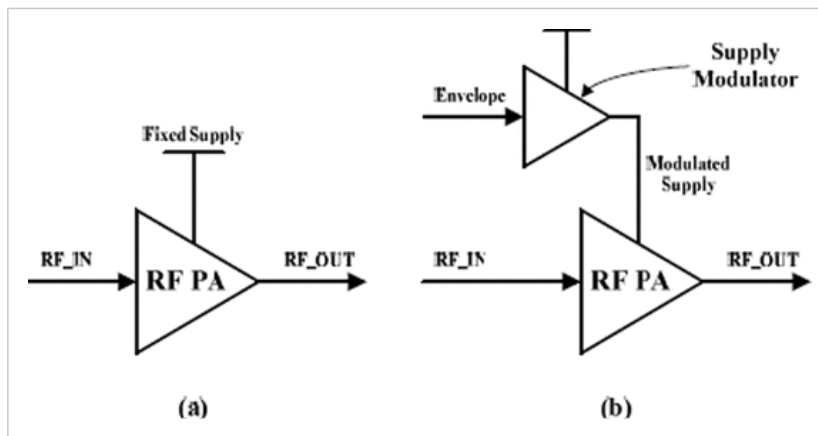 Fixed Supply
RF_IN
RF PA
RF_OUT
(a)
Supply
Modulator
Envelope
Modulated
Supply
RF_IN
RF PA
RF_OUT
(b)